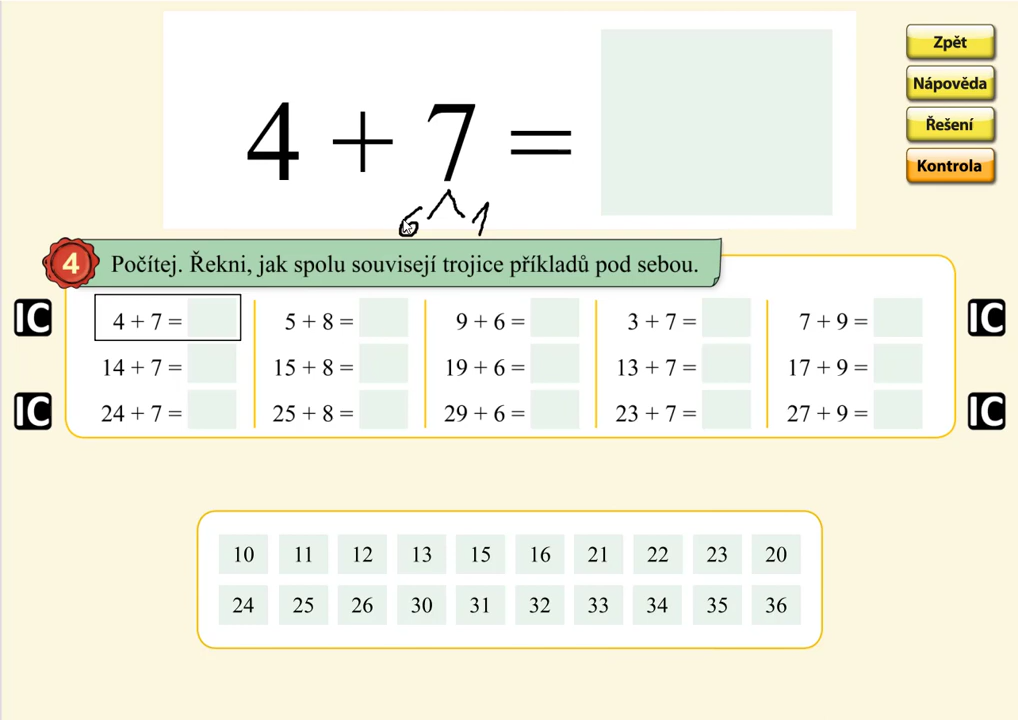 4 + 7 =
6 1
Zpět
Nápověda
Řešení
Kontrola
4 Počítej. Řekni, jak spolu souvisejí trojice příkladů pod sebou.
IC 4 + 7 = 5 + 8 = 9 + 6 = 3 + 7 = 7 + 9 = IC
14 + 7 = 15 + 8 = 19 + 6 = 13 + 7 = 17 + 9 =
IC 24 + 7 = 25 + 8 = 29 + 6 = 23 + 7 = 27 + 9 = IC
10 11 12 13 15 16 21 22 23 20
24 25 26 30 31 32 33 34 35 36